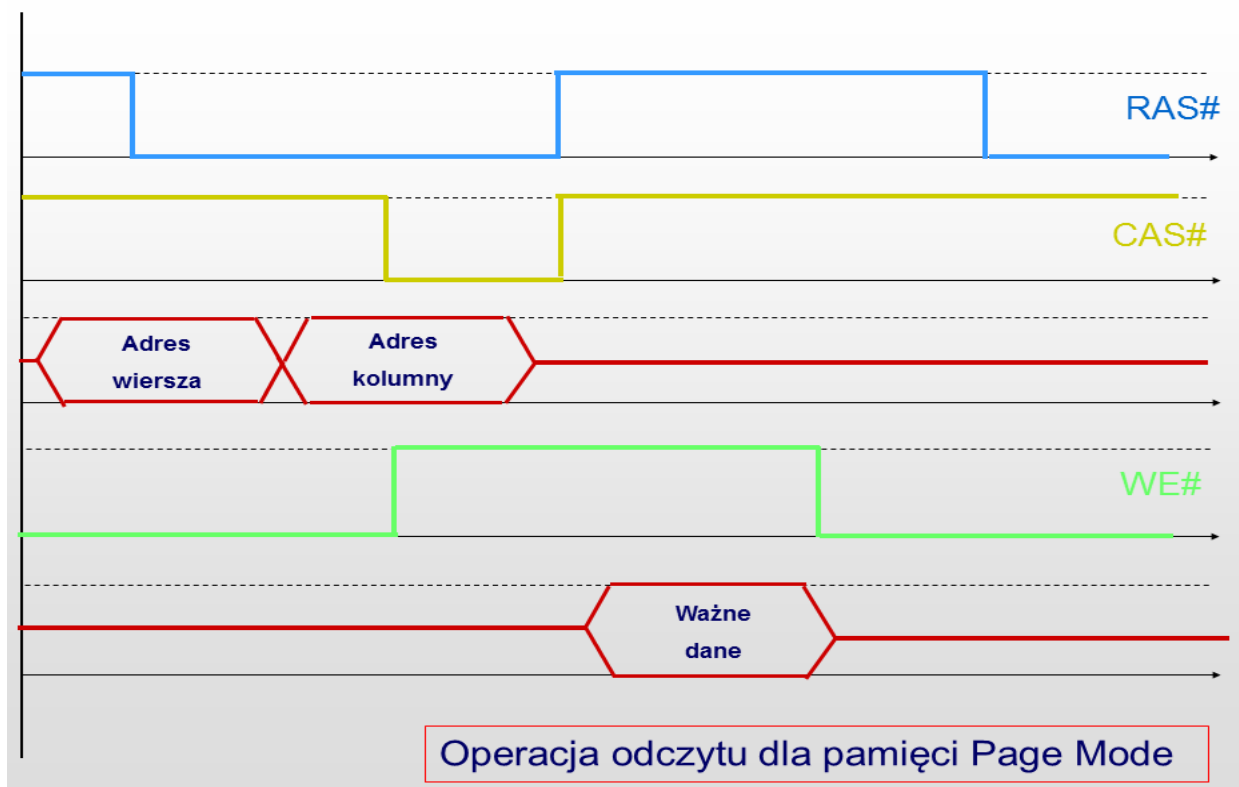 RAS#
CAS#
Adres
wiersza
Adres
kolumny
WE#
Ważne
dane
Operacja odczytu dla pamięci Page Mode